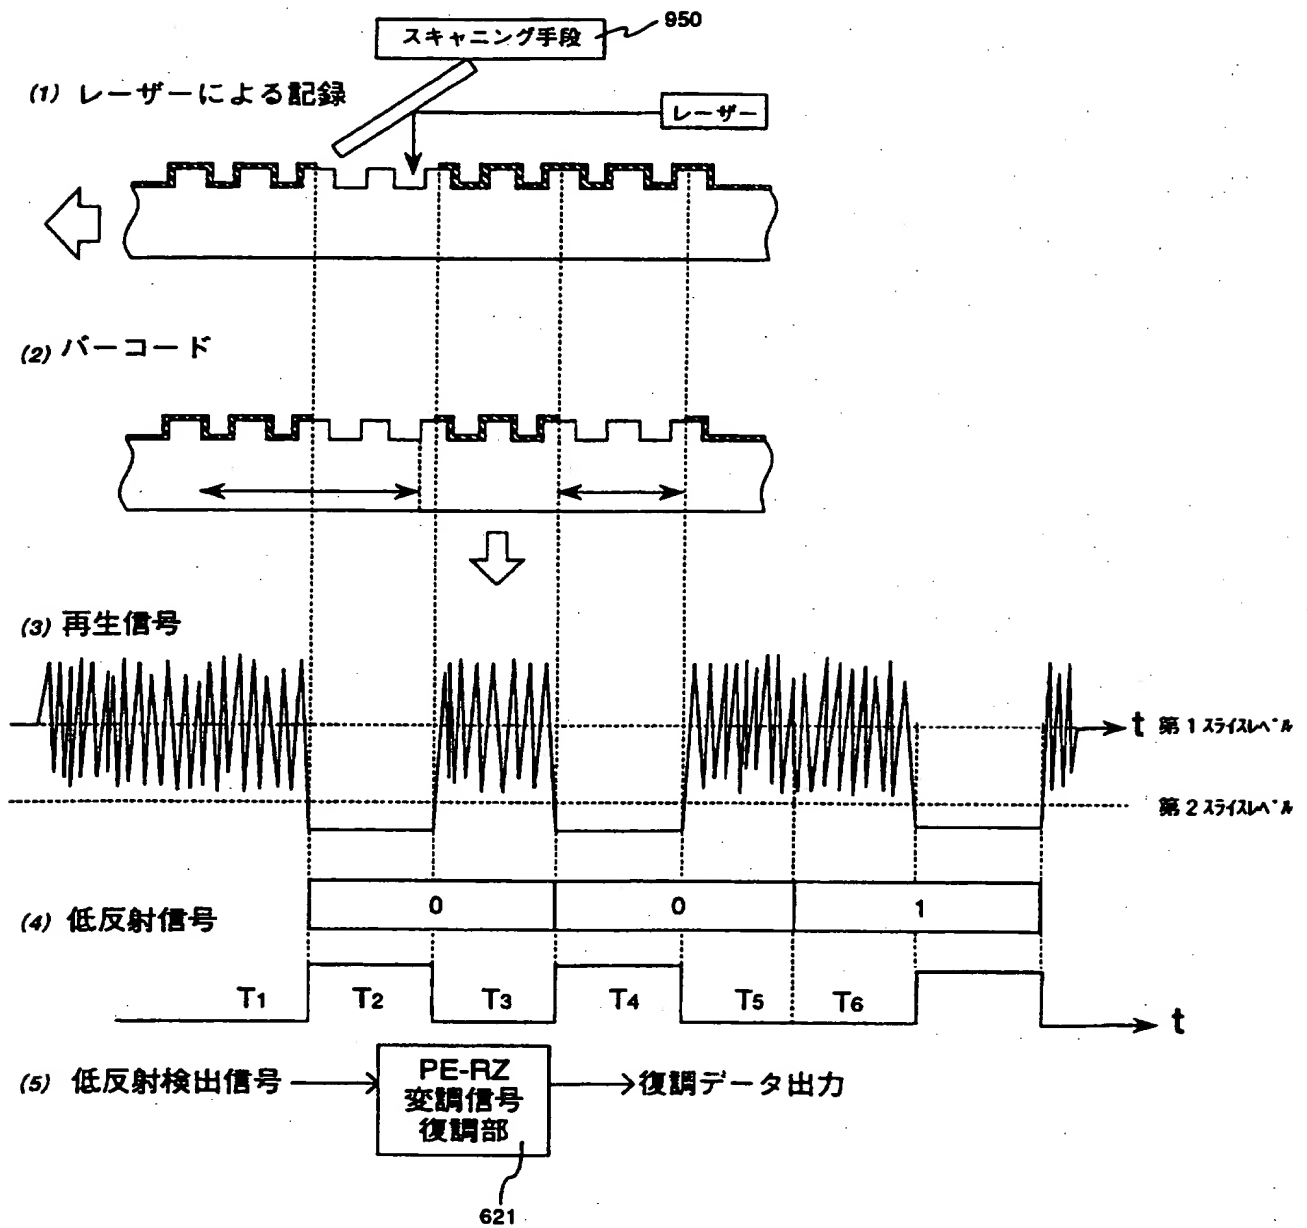 950
スキャニング手段
(1) レーザーによる記録
レーザー
(2) バーコード
(3) 再生信号
t 第1スライスレベル
第2スライスレベル
0 0 1
(4) 低反射信号
T1 T2 T3 T4 T5 T6
t
(5) 低反射検出信号
PE-RZ
変調信号
復調部
復調データ出力
621